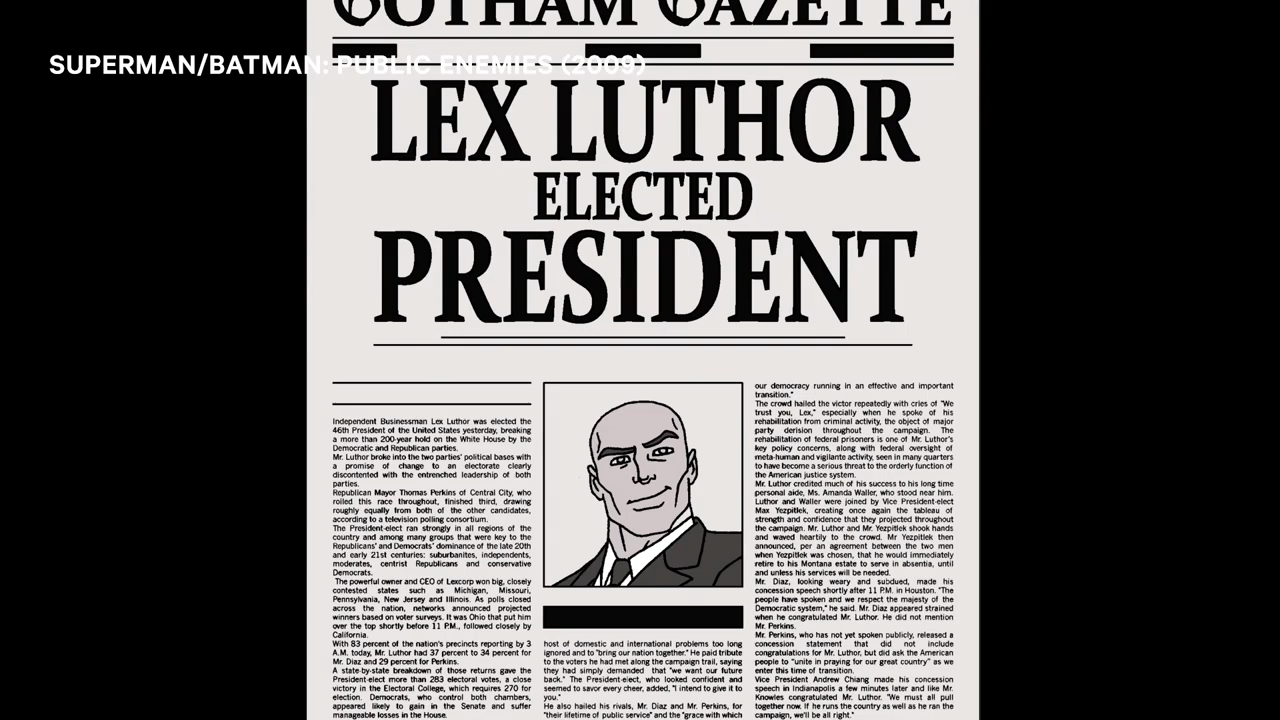 GOTHAM GAZETTE
SUPERMAN/BATMAN: PUBLIC ENEMIES (2009)
LEX LUTHOR
ELECTED
PRESIDENT
Independent Businessman Lex Luthor was elected the
46th President of the United States yesterday, breaking
a more than 200-year hold on the White House by the
Democratic and Republican parties.
Mr. Luthor broke into the two parties' political bases with
a promise of change to an electorate clearly
discontented with the entrenched leadership of both
parties.
Republican Mayor Thomas Perkins of Central City, who
roiled this race throughout, finished third, drawing
roughly equally from both of the other candidates,
according to a television polling consortium.
The President-elect ran strongly in all regions of the
country and among many groups that were key to the
Republicans' and Democrats' dominance of the late 20th
and early 21st centuries: suburbanites, independents,
moderates, centrist Republicans and conservative
Democrats.
The powerful owner and CEO of Lexcorp won big, closely
contested states such as Michigan, Missouri,
Pennsylvania, New Jersey and Illinois. As polls closed
across the nation, networks announced projected
winners based on voter surveys. It was Ohio that put him
over the top shortly before 11 P.M., followed closely by
California.
With 83 percent of the nation's precincts reporting by 3
A.M. today, Mr. Luthor had 37 percent to 34 percent for
Mr. Diaz and 29 percent for Perkins.
A state-by-state breakdown of those returns gave the
President-elect more than 283 electoral votes, a close
victory in the Electoral College, which requires 270 for
election. Democrats, who control both chambers,
appeared likely to gain in the Senate and suffer
manageable losses in the House.
host of domestic and international problems too long
ignored and to "bring our nation together." He paid tribute
to the voters he had met along the campaign trail, saying
they had simply demanded that "we want our future
back." The President-elect, who looked confident and
seemed to savor every cheer, added, "I intend to give it to
you."
He also hailed his rivals, Mr. Diaz and Mr. Perkins, for
"their lifetime of public service" and the "grace with which
our democracy running in an effective and important
transition."
The crowd hailed the victor repeatedly with cries of "We
trust you, Lex," especially when he spoke of his
rehabilitation from criminal activity, the object of major
party derision throughout the campaign. The
rehabilitation of federal prisoners is one of Mr. Luthor's
key policy concerns, along with federal oversight of
meta-human and vigilante activity, seen in many quarters
to have become a serious threat to the orderly function of
the American justice system.
Mr. Luthor credited much of his success to his long time
personal aide, Ms. Amanda Waller, who stood near him.
Luthor and Waller were joined by Vice President-elect
Max Yezpitlek, creating once again the tableau of
strength and confidence that they projected throughout
the campaign. Mr. Luthor and Mr. Yezpitlek shook hands
and waved heartily to the crowd. Mr Yezpitlek then
announced, per an agreement between the two men
when Yezpitlek was chosen, that he would immediately
retire to his Montana estate to serve in absentia, until
and unless his services will be needed.
Mr. Diaz, looking weary and subdued, made his
concession speech shortly after 11 P.M. in Houston. "The
people have spoken and we respect the majesty of the
Democratic system," he said. Mr. Diaz appeared strained
when he congratulated Mr. Luthor. He did not mention
Mr. Perkins.
Mr. Perkins, who has not yet spoken publicly, released a
concession statement that did not include
congratulations for Mr. Luthor, but did ask the American
people to "unite in praying for our great country" as we
enter this time of transition.
Vice President Andrew Chiang made his concession
speech in Indianapolis a few minutes later and like Mr.
Knowles congratulated Mr. Luthor. "We must all pull
together now. If he runs the country as well as he ran the
campaign, we'll be all right."